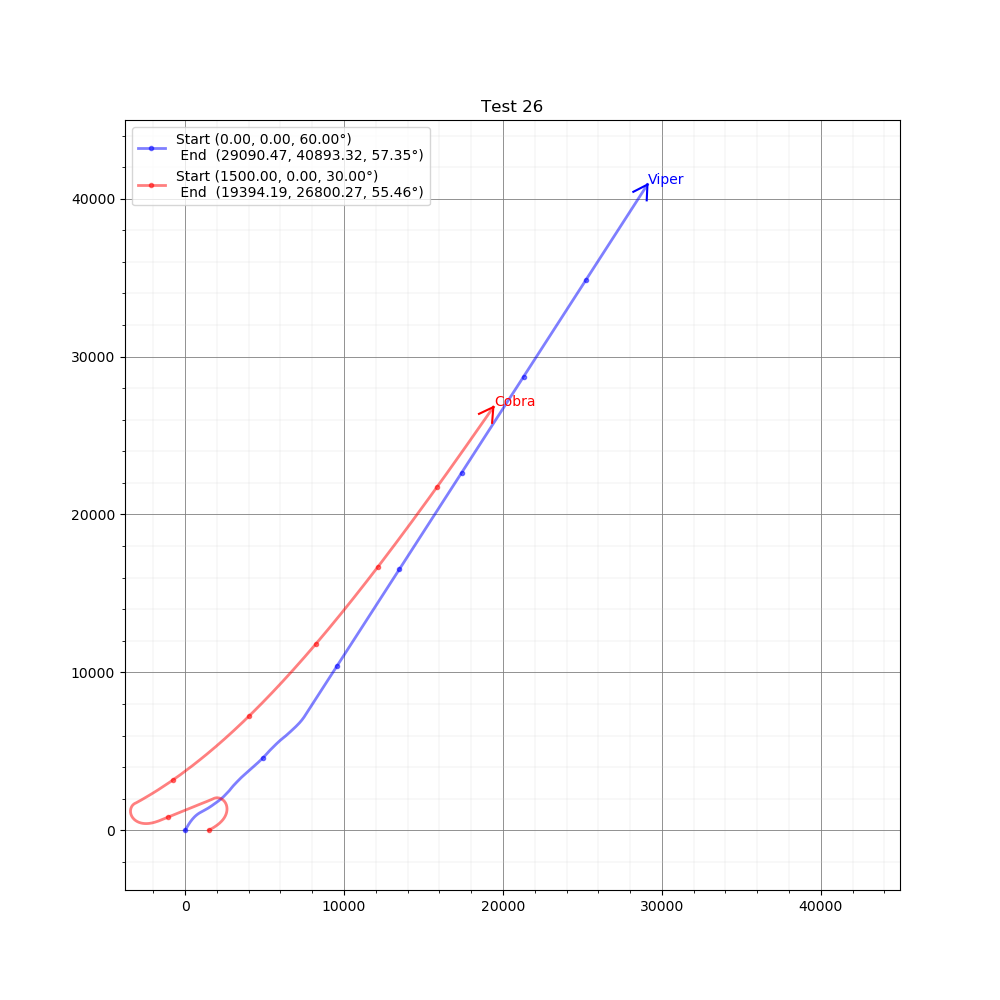 Test 26
Start (0.00, 0.00, 60.00°)
End  (29090.47, 40893.32, 57.35°)
Start (1500.00, 0.00, 30.00°)
End  (19394.19, 26800.27, 55.46°)
Viper
Cobra
40000
30000
20000
10000
0
0 10000 20000 30000 40000